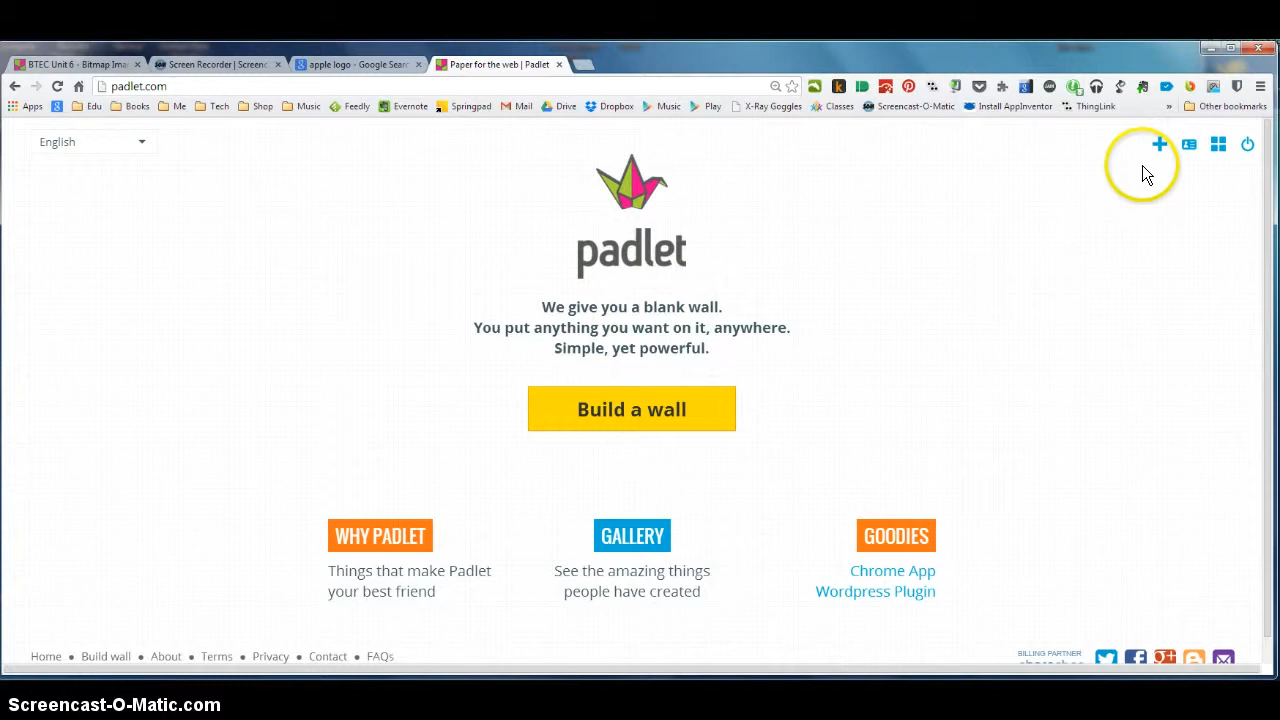 BTEC Unit 6 - Bitmap Imag
Screen Recorder | Screenc
apple logo - Google Sear
Paper for the web | Padlet
padlet.com
Apps
Edu
Books
Me
Tech
Shop
Music
Feedly
Evernote
Springpad
Mail
Drive
Dropbox
Music
Play
X-Ray Goggles
Classes
Screencast-O-Matic
Install AppInventor
ThingLink
»
Other bookmarks
English
padlet
We give you a blank wall.
You put anything you want on it, anywhere.
Simple, yet powerful.
Build a wall
WHY PADLET
Things that make Padlet
your best friend
GALLERY
See the amazing things
people have created
GOODIES
Chrome App
Wordpress Plugin
Home • Build wall • About • Terms • Privacy • Contact • FAQs
BILLING PARTNER
Screencast-O-Matic.com